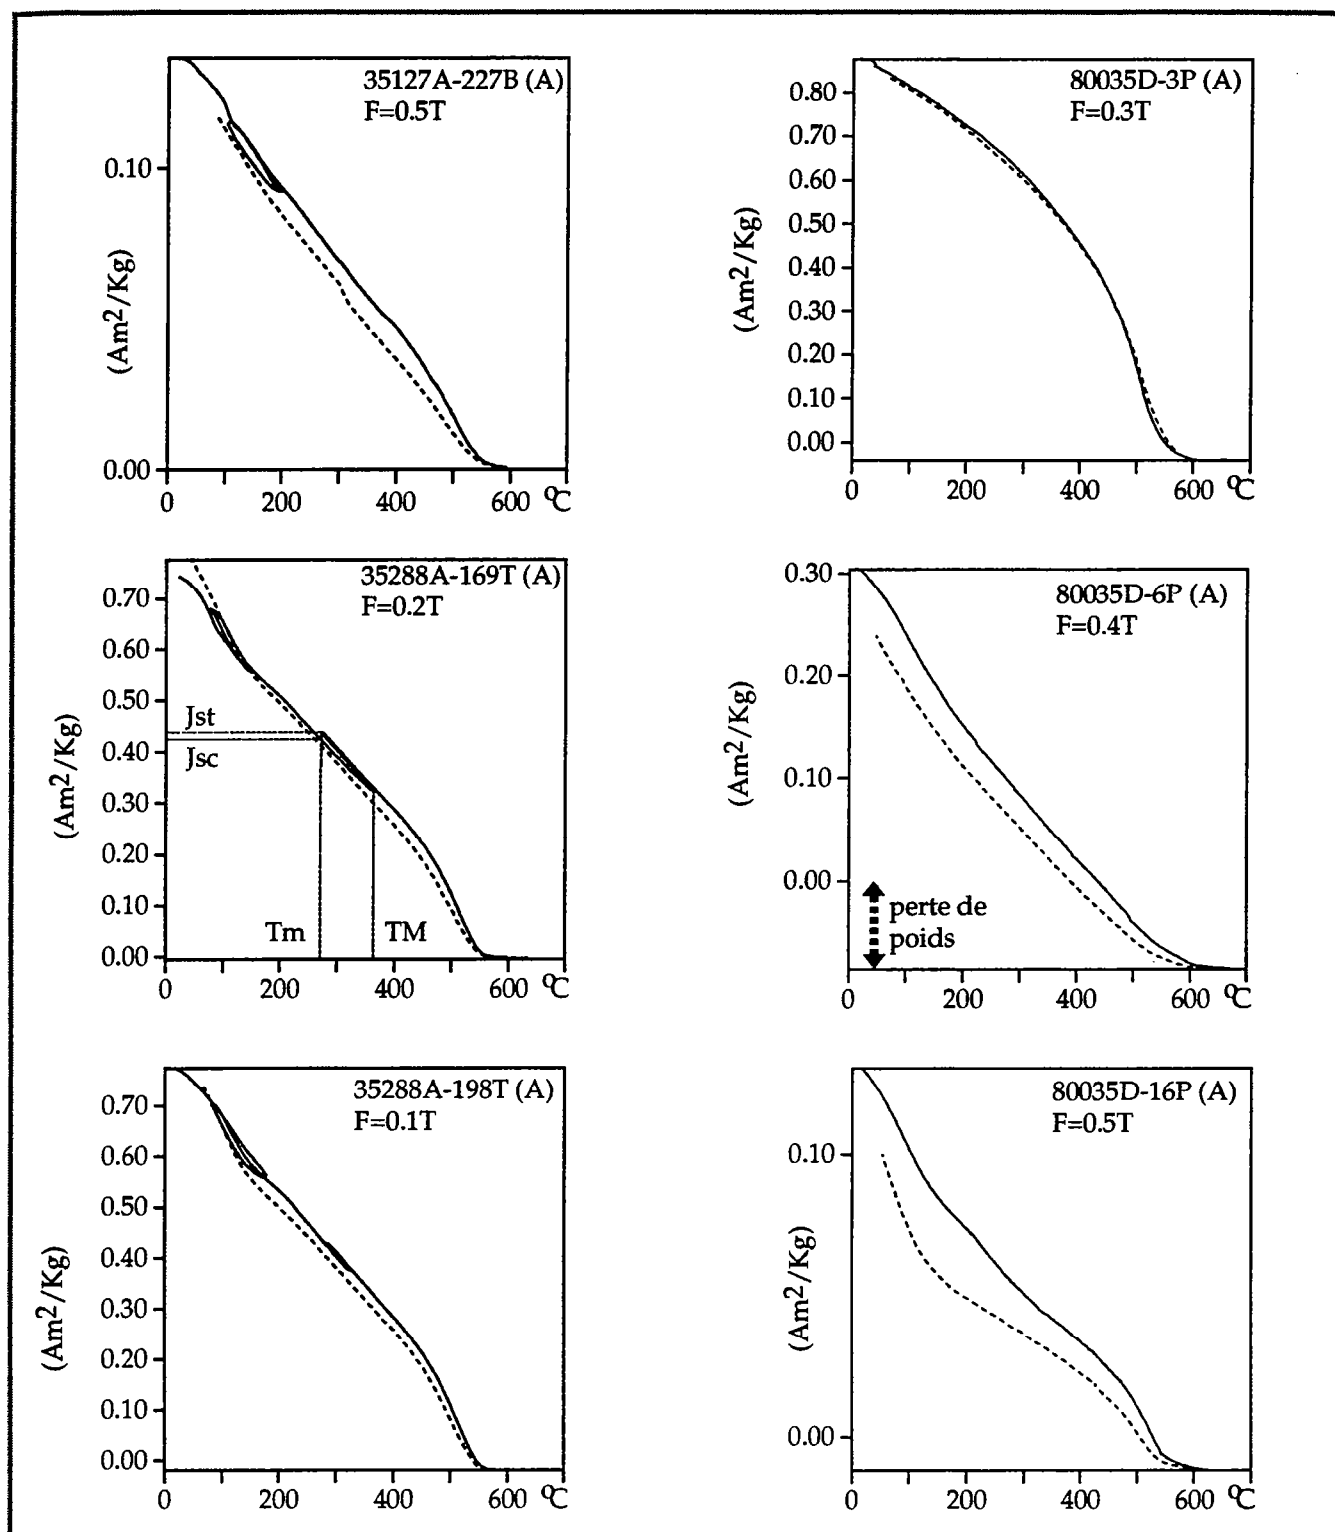 35127A-227B (A)
F=0.5T
0.10
0.00
(Am²/Kg)
0 200 400 600 °C
80035D-3P (A)
F=0.3T
0.80
0.70
0.60
0.50
0.40
0.30
0.20
0.10
0.00
(Am²/Kg)
0 200 400 600 °C
35288A-169T (A)
F=0.2T
0.70
0.60
0.50
0.40
0.30
0.20
0.10
0.00
(Am²/Kg)
Jst
Jsc
Tm TM
0 200 400 600 °C
80035D-6P (A)
F=0.4T
0.30
0.20
0.10
0.00
(Am²/Kg)
perte de
poids
0 200 400 600 °C
35288A-198T (A)
F=0.1T
0.70
0.60
0.50
0.40
0.30
0.20
0.10
0.00
(Am²/Kg)
0 200 400 600 °C
80035D-16P (A)
F=0.5T
0.10
0.00
(Am²/Kg)
0 200 400 600 °C